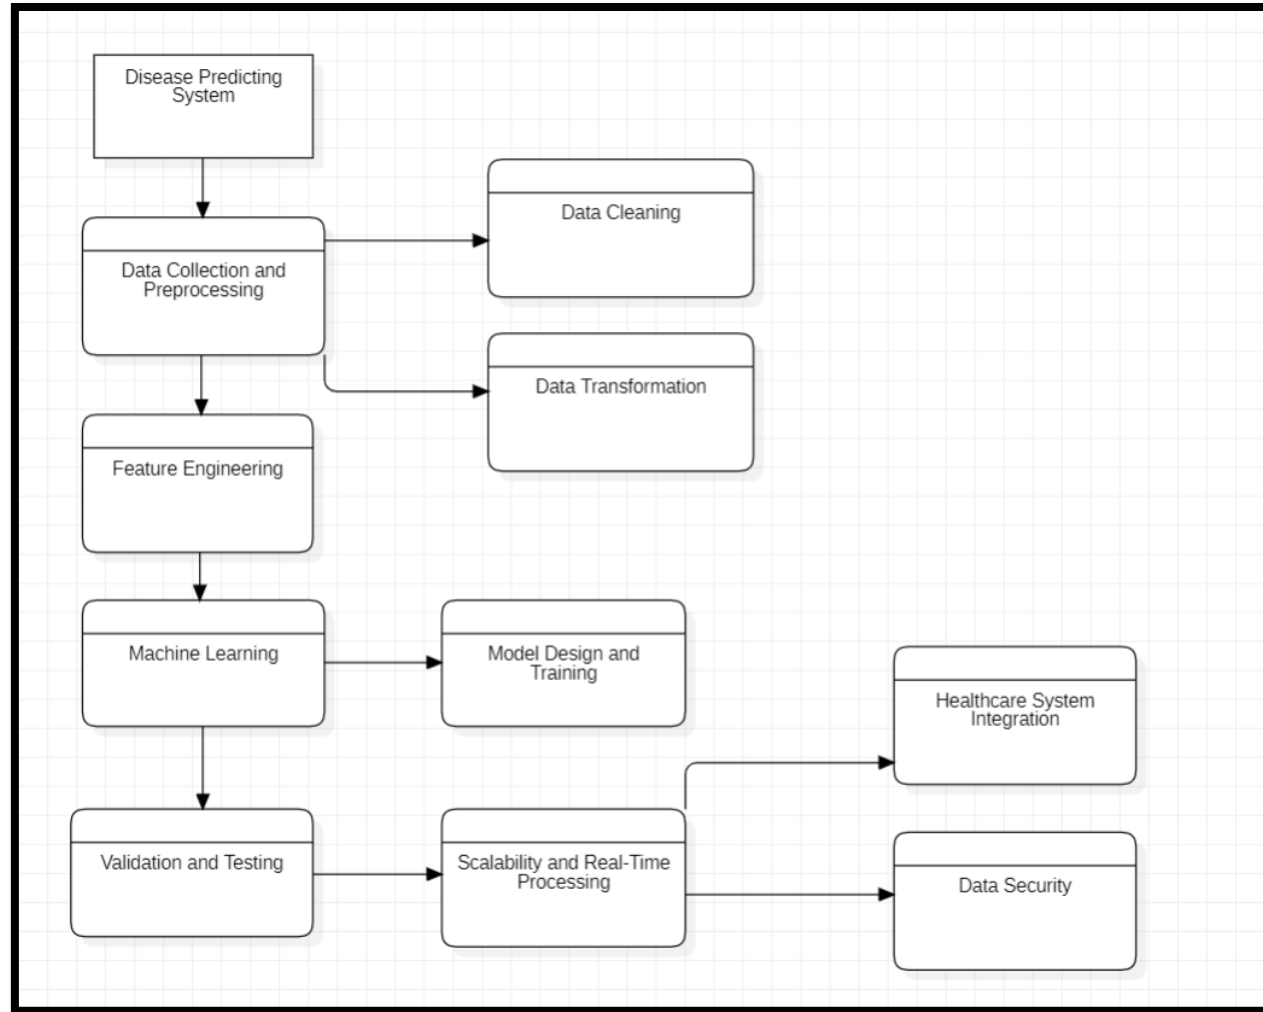 Disease Predicting
System
Data Cleaning
Data Collection and
Preprocessing
Data Transformation
Feature Engineering
Machine Learning
Model Design and
Training
Healthcare System
Integration
Validation and Testing
Scalability and Real-Time
Processing
Data Security